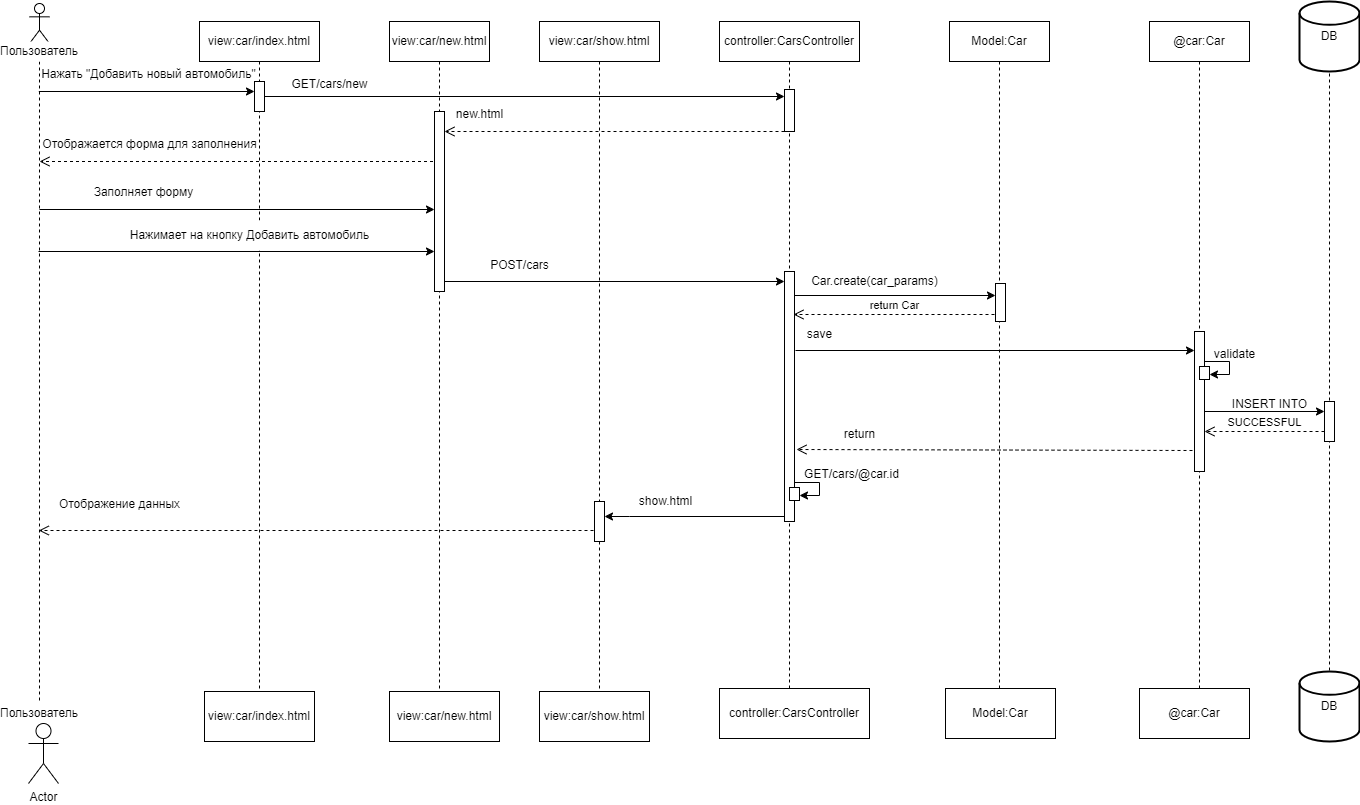 Пользователь
view:car/index.html
view:car/new.html
view:car/show.html
controller:CarsController
Model:Car
@car:Car
DB
Нажать "Добавить новый автомобиль"
GET/cars/new
new.html
Отображается форма для заполнения
Заполняет форму
Нажимает на кнопку Добавить автомобиль
POST/cars
Car.create(car_params)
return Car
save
validate
INSERT INTO
SUCCESSFUL
return
GET/cars/@car.id
show.html
Отображение данных
Пользователь
view:car/index.html
view:car/new.html
view:car/show.html
controller:CarsController
Model:Car
@car:Car
DB
Actor